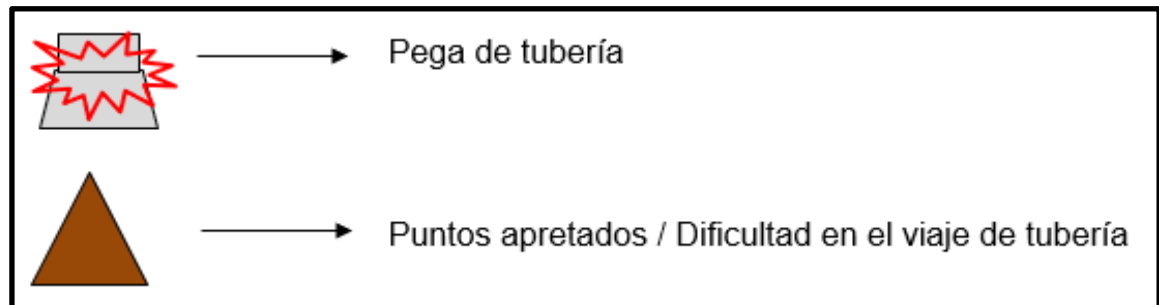 Pega de tubería
Puntos apretados / Dificultad en el viaje de tubería